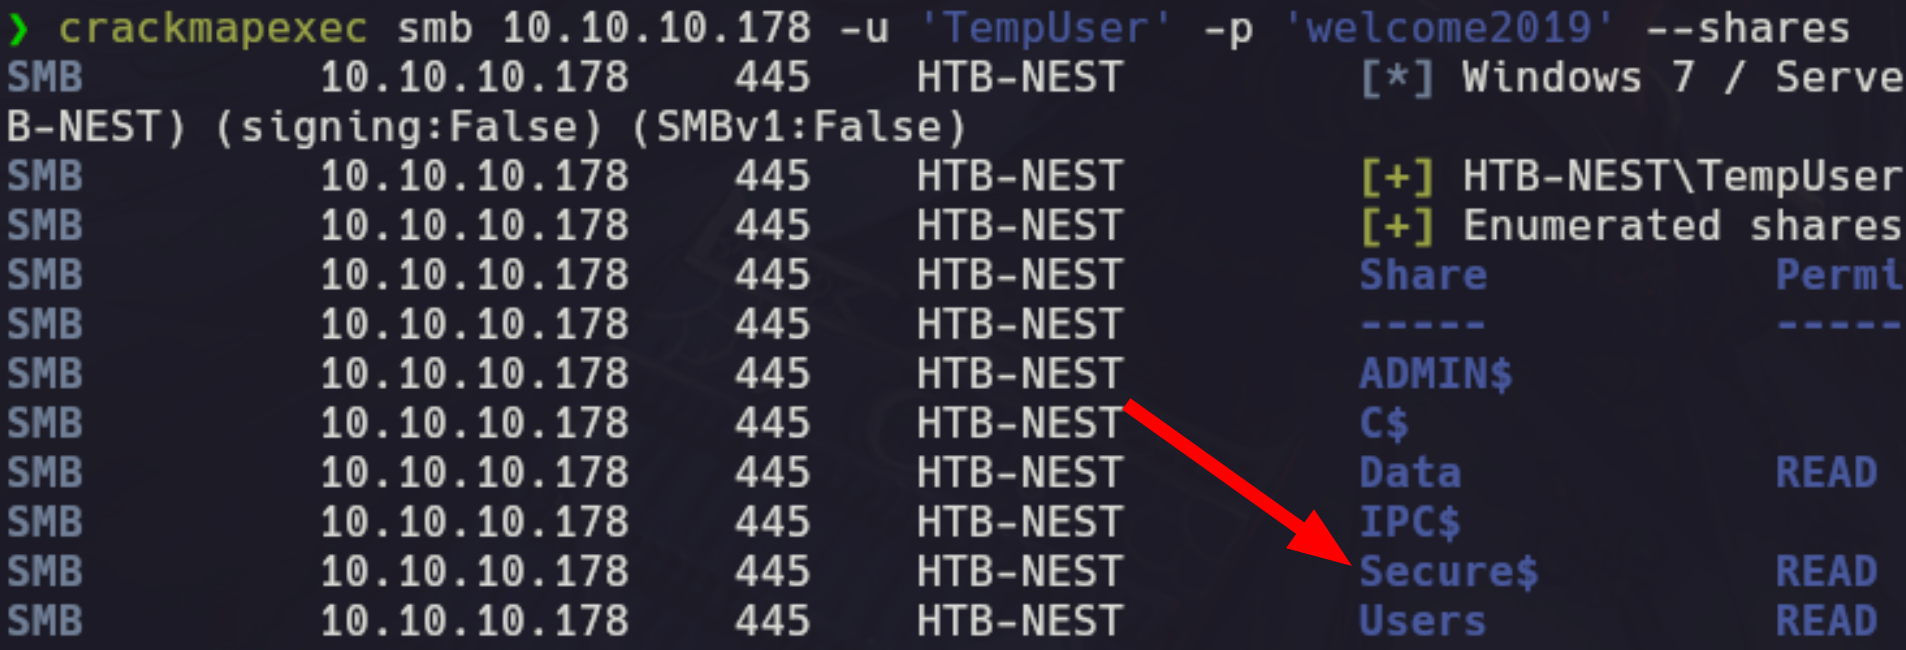 ❯ crackmapexec smb 10.10.10.178 -u 'TempUser' -p 'welcome2019' --shares
SMB 10.10.10.178 445 HTB-NEST [*] Windows 7 / Serve
B-NEST) (signing:False) (SMBv1:False)
SMB 10.10.10.178 445 HTB-NEST [+] HTB-NEST\TempUser
SMB 10.10.10.178 445 HTB-NEST [+] Enumerated shares
SMB 10.10.10.178 445 HTB-NEST Share Permi
SMB 10.10.10.178 445 HTB-NEST ----- -----
SMB 10.10.10.178 445 HTB-NEST ADMIN$
SMB 10.10.10.178 445 HTB-NEST C$
SMB 10.10.10.178 445 HTB-NEST Data READ
SMB 10.10.10.178 445 HTB-NEST IPC$
SMB 10.10.10.178 445 HTB-NEST Secure$ READ
SMB 10.10.10.178 445 HTB-NEST Users READ